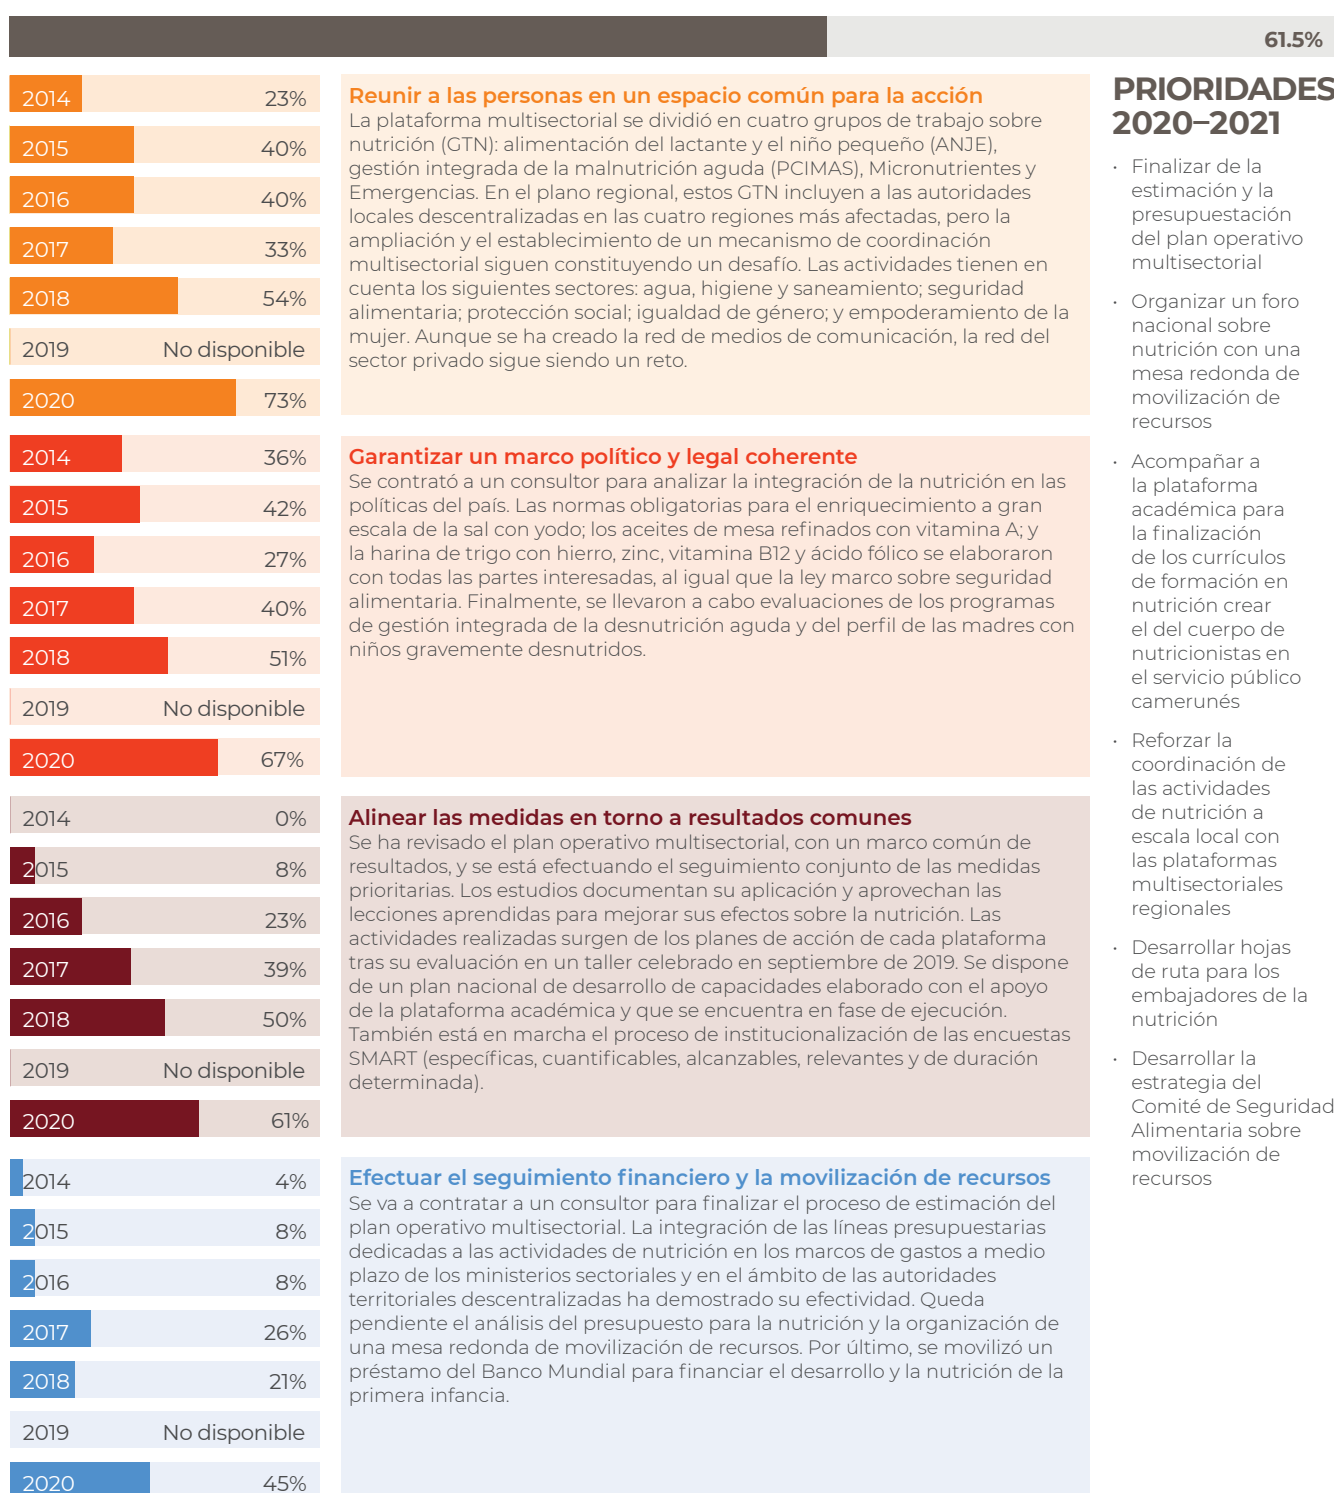 61.5%
2014 23%
2015 40%
2016 40%
2017 33%
2018 54%
2019 No disponible
2020 73%
Reunir a las personas en un espacio común para la acción
La plataforma multisectorial se dividió en cuatro grupos de trabajo sobre
nutrición (GTN): alimentación del lactante y el niño pequeño (ANJE),
gestión integrada de la malnutrición aguda (PCIMAS), Micronutrientes y
Emergencias. En el plano regional, estos GTN incluyen a las autoridades
locales descentralizadas en las cuatro regiones más afectadas, pero la
ampliación y el establecimiento de un mecanismo de coordinación
multisectorial siguen constituyendo un desafío. Las actividades tienen en
cuenta los siguientes sectores: agua, higiene y saneamiento; seguridad
alimentaria; protección social; igualdad de género; y empoderamiento de la
mujer. Aunque se ha creado la red de medios de comunicación, la red del
sector privado sigue siendo un reto.
2014 36%
2015 42%
2016 27%
2017 40%
2018 51%
2019 No disponible
2020 67%
Garantizar un marco político y legal coherente
Se contrató a un consultor para analizar la integración de la nutrición en las
políticas del país. Las normas obligatorias para el enriquecimiento a gran
escala de la sal con yodo; los aceites de mesa refinados con vitamina A; y
la harina de trigo con hierro, zinc, vitamina B12 y ácido fólico se elaboraron
con todas las partes interesadas, al igual que la ley marco sobre seguridad
alimentaria. Finalmente, se llevaron a cabo evaluaciones de los programas
de gestión integrada de la desnutrición aguda y del perfil de las madres con
niños gravemente desnutridos.
2014 0%
2015 8%
2016 23%
2017 39%
2018 50%
2019 No disponible
2020 61%
Alinear las medidas en torno a resultados comunes
Se ha revisado el plan operativo multisectorial, con un marco común de
resultados, y se está efectuando el seguimiento conjunto de las medidas
prioritarias. Los estudios documentan su aplicación y aprovechan las
lecciones aprendidas para mejorar sus efectos sobre la nutrición. Las
actividades realizadas surgen de los planes de acción de cada plataforma
tras su evaluación en un taller celebrado en septiembre de 2019. Se dispone
de un plan nacional de desarrollo de capacidades elaborado con el apoyo
de la plataforma académica y que se encuentra en fase de ejecución.
También está en marcha el proceso de institucionalización de las encuestas
SMART (específicas, cuantificables, alcanzables, relevantes y de duración
determinada).
2014 4%
2015 8%
2016 8%
2017 26%
2018 21%
2019 No disponible
2020 45%
Efectuar el seguimiento financiero y la movilización de recursos
Se va a contratar a un consultor para finalizar el proceso de estimación del
plan operativo multisectorial. La integración de las líneas presupuestarias
dedicadas a las actividades de nutrición en los marcos de gastos a medio
plazo de los ministerios sectoriales y en el ámbito de las autoridades
territoriales descentralizadas ha demostrado su efectividad. Queda
pendiente el análisis del presupuesto para la nutrición y la organización de
una mesa redonda de movilización de recursos. Por último, se movilizó un
préstamo del Banco Mundial para financiar el desarrollo y la nutrición de la
primera infancia.
PRIORIDADES
2020–2021
• Finalizar de la
estimación y la
presupuestación
del plan operativo
multisectorial
• Organizar un foro
nacional sobre
nutrición con una
mesa redonda de
movilización de
recursos
• Acompañar a
la plataforma
académica para
la finalización
de los currículos
de formación en
nutrición crear
el del cuerpo de
nutricionistas en
el servicio público
camerunés
• Reforzar la
coordinación de
las actividades
de nutrición a
escala local con
las plataformas
multisectoriales
regionales
• Desarrollar hojas
de ruta para los
embajadores de la
nutrición
• Desarrollar la
estrategia del
Comité de Seguridad
Alimentaria sobre
movilización de
recursos